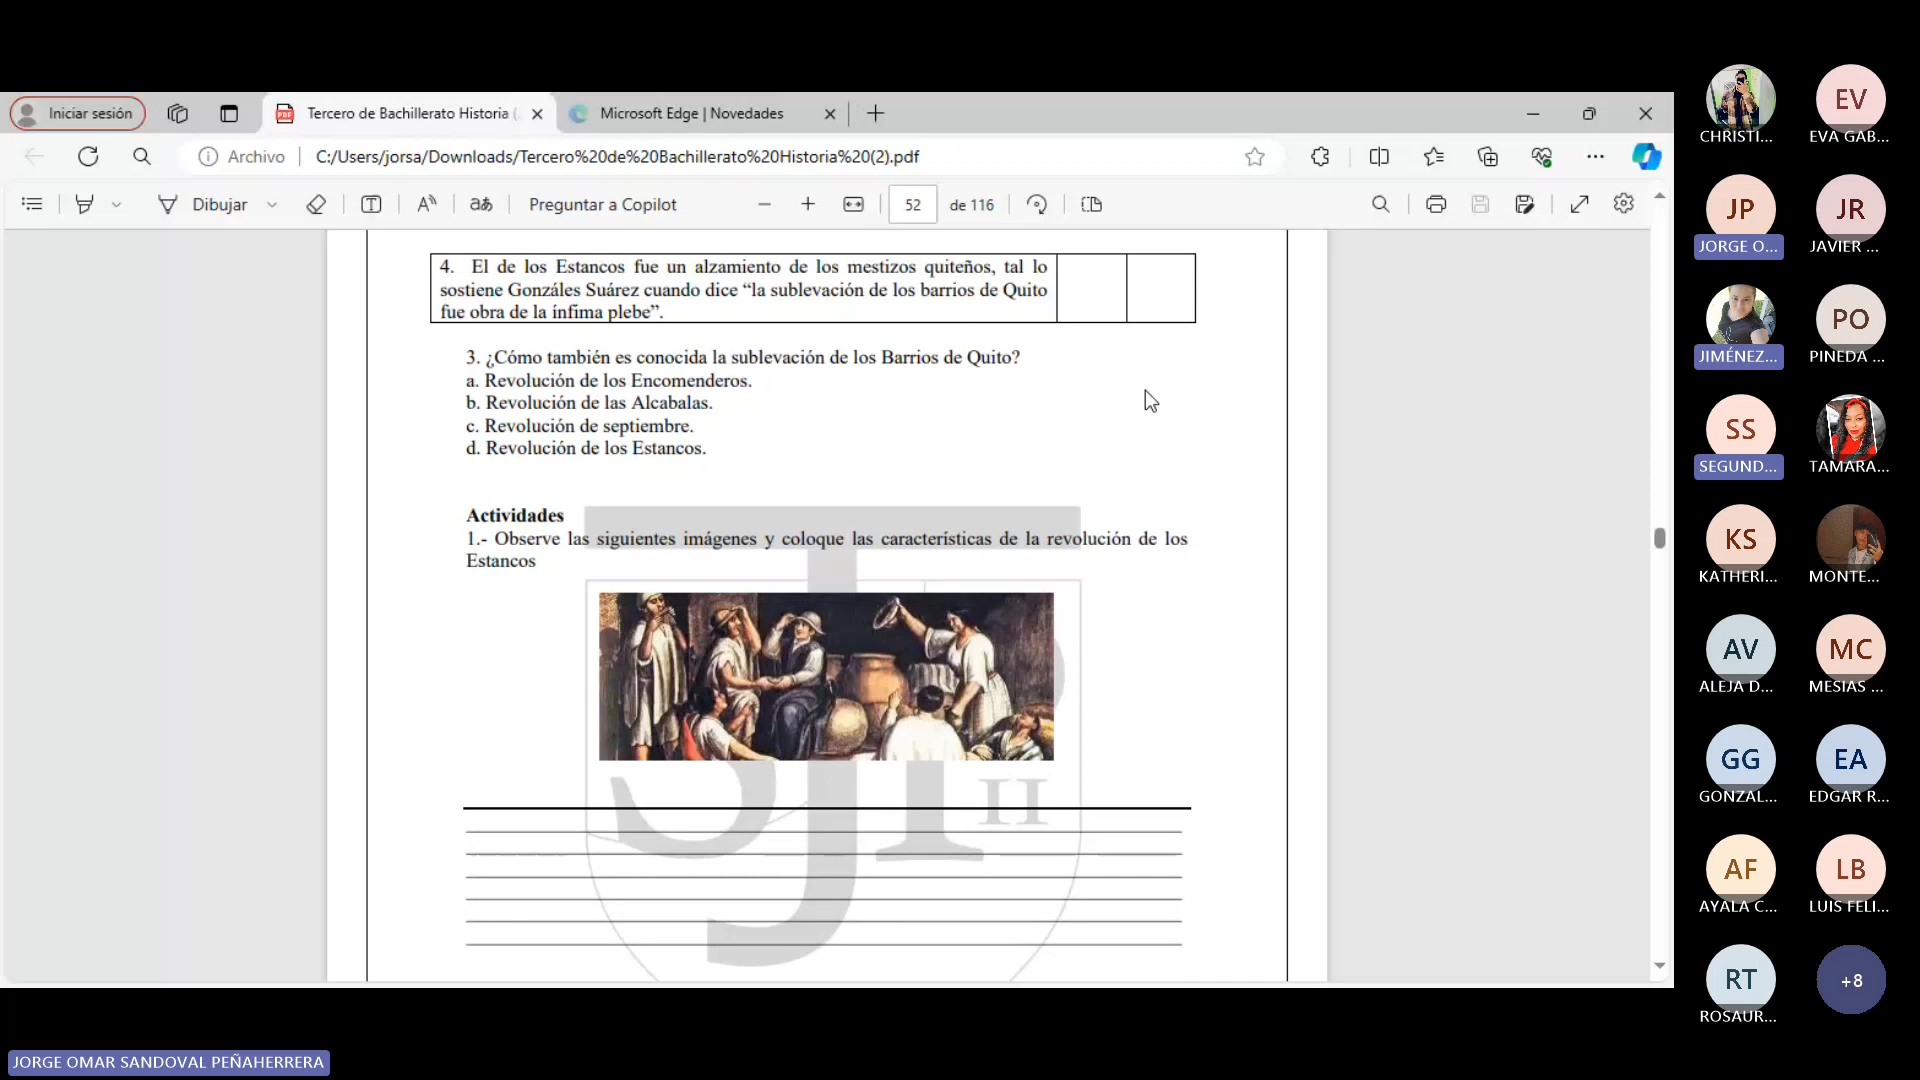 Iniciar sesión
Tercero de Bachillerato Historia (
Microsoft Edge | Novedades
Archivo
C:/Users/jorsa/Downloads/Tercero%20de%20Bachillerato%20Historia%20(2).pdf
Dibujar
aあ
Preguntar a Copilot
52
de 116
4. El de los Estancos fue un alzamiento de los mestizos quiteños, tal lo
sostiene Gonzáles Suárez cuando dice “la sublevación de los barrios de Quito
fue obra de la ínfima plebe”.
3. ¿Cómo también es conocida la sublevación de los Barrios de Quito?
a. Revolución de los Encomenderos.
b. Revolución de las Alcabalas.
c. Revolución de septiembre.
d. Revolución de los Estancos.
Actividades
1.- Observe las siguientes imágenes y coloque las características de la revolución de los
Estancos
SJP II
CHRISTI...
EV
EVA GAB...
JP
JORGE O...
JR
JAVIER ...
JIMÉNEZ...
PO
PINEDA ...
SS
SEGUND...
TAMARA...
KS
KATHERI...
MONTE...
AV
ALEJA D...
MC
MESIAS ...
GG
GONZAL...
EA
EDGAR R...
AF
AYALA C...
LB
LUIS FELI...
RT
ROSAUR...
+8
JORGE OMAR SANDOVAL PEÑAHERRERA